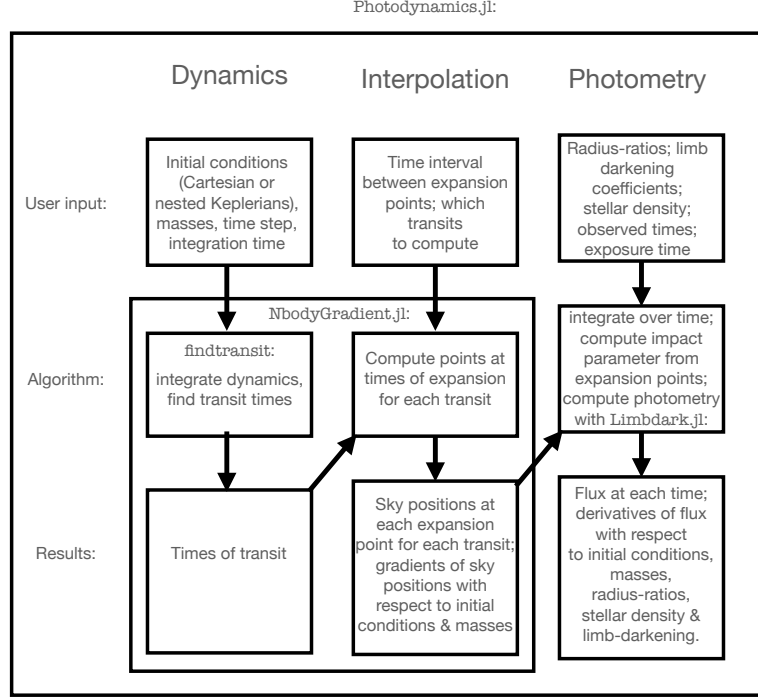 Photodynamics.jl:
Dynamics
Interpolation
Photometry
User input:
Initial conditions
(Cartesian or
nested Keplerians),
masses, time step,
integration time
Time interval
between expansion
points; which
transits
to compute
Radius-ratios; limb
darkening
coefficients;
stellar density;
observed times;
exposure time
NbodyGradient.jl:
Algorithm:
findtransit:
integrate dynamics,
find transit times
Compute points at
times of expansion
for each transit
integrate over time;
compute impact
parameter from
expansion points;
compute photometry
with Limbdark.jl:
Results:
Times of transit
Sky positions at
each expansion
point for each transit;
gradients of sky
positions with
respect to initial
conditions & masses
Flux at each time;
derivatives of flux
with respect
to initial conditions,
masses,
radius-ratios,
stellar density &
limb-darkening.